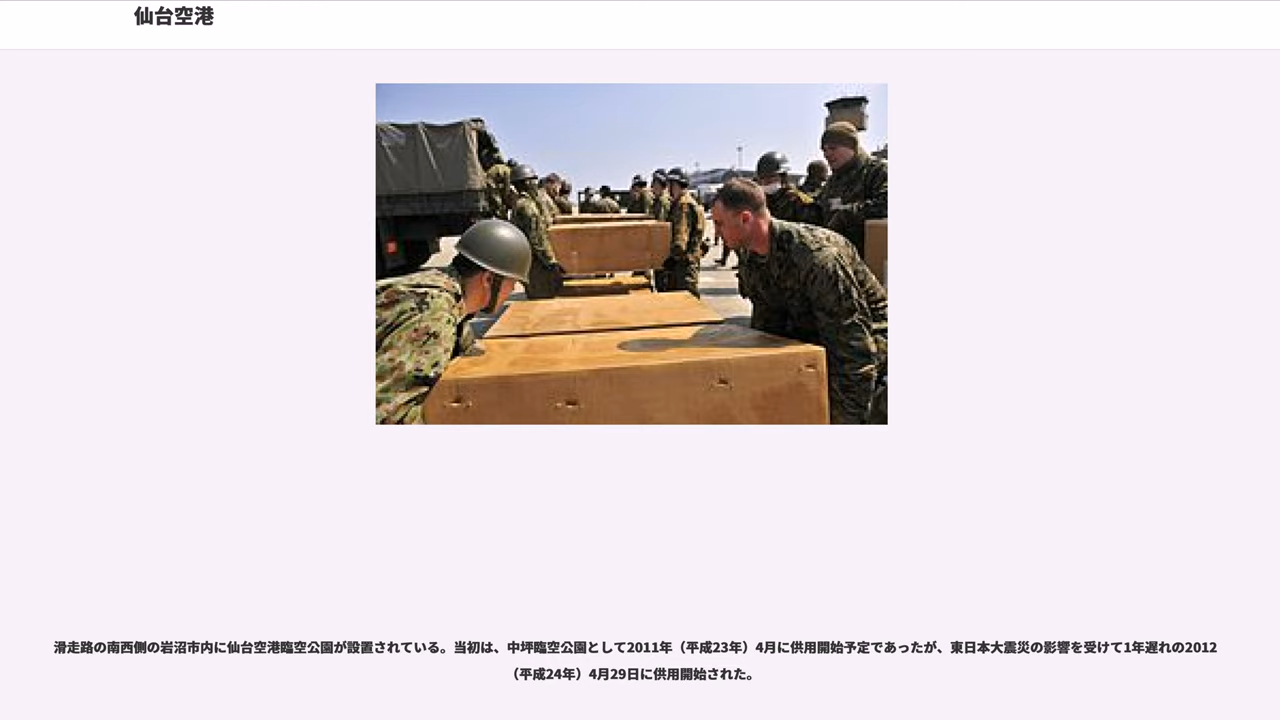 仙台空港
滑走路の南西側の岩沼市内に仙台空港臨空公園が設置されている。当初は、中坪臨空公園として2011年（平成23年）4月に供用開始予定であったが、東日本大震災の影響を受けて1年遅れの2012
（平成24年）4月29日に供用開始された。